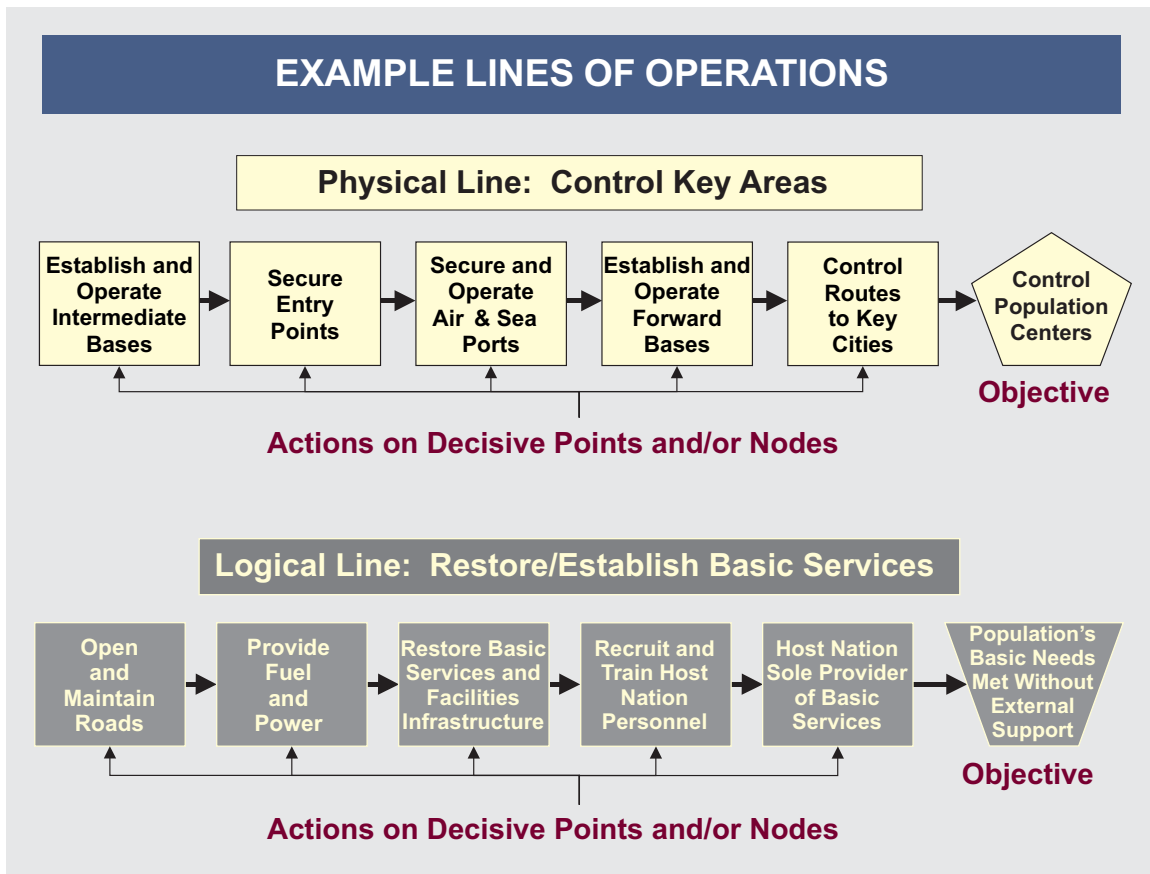 EXAMPLE LINES OF OPERATIONS
Physical Line: Control Key Areas
Establish and
Operate
Intermediate
Bases
Secure
Entry
Points
Secure and
Operate
Air & Sea
Ports
Establish and
Operate
Forward
Bases
Control
Routes
to Key
Cities
Control
Population
Centers
Objective
Actions on Decisive Points and/or Nodes
Logical Line: Restore/Establish Basic Services
Open
and
Maintain
Roads
Provide
Fuel
and
Power
Restore Basic
Services and
Facilities
Infrastructure
Recruit and
Train Host
Nation
Personnel
Host Nation
Sole Provider
of Basic
Services
Population's
Basic Needs
Met Without
External
Support
Objective
Actions on Decisive Points and/or Nodes